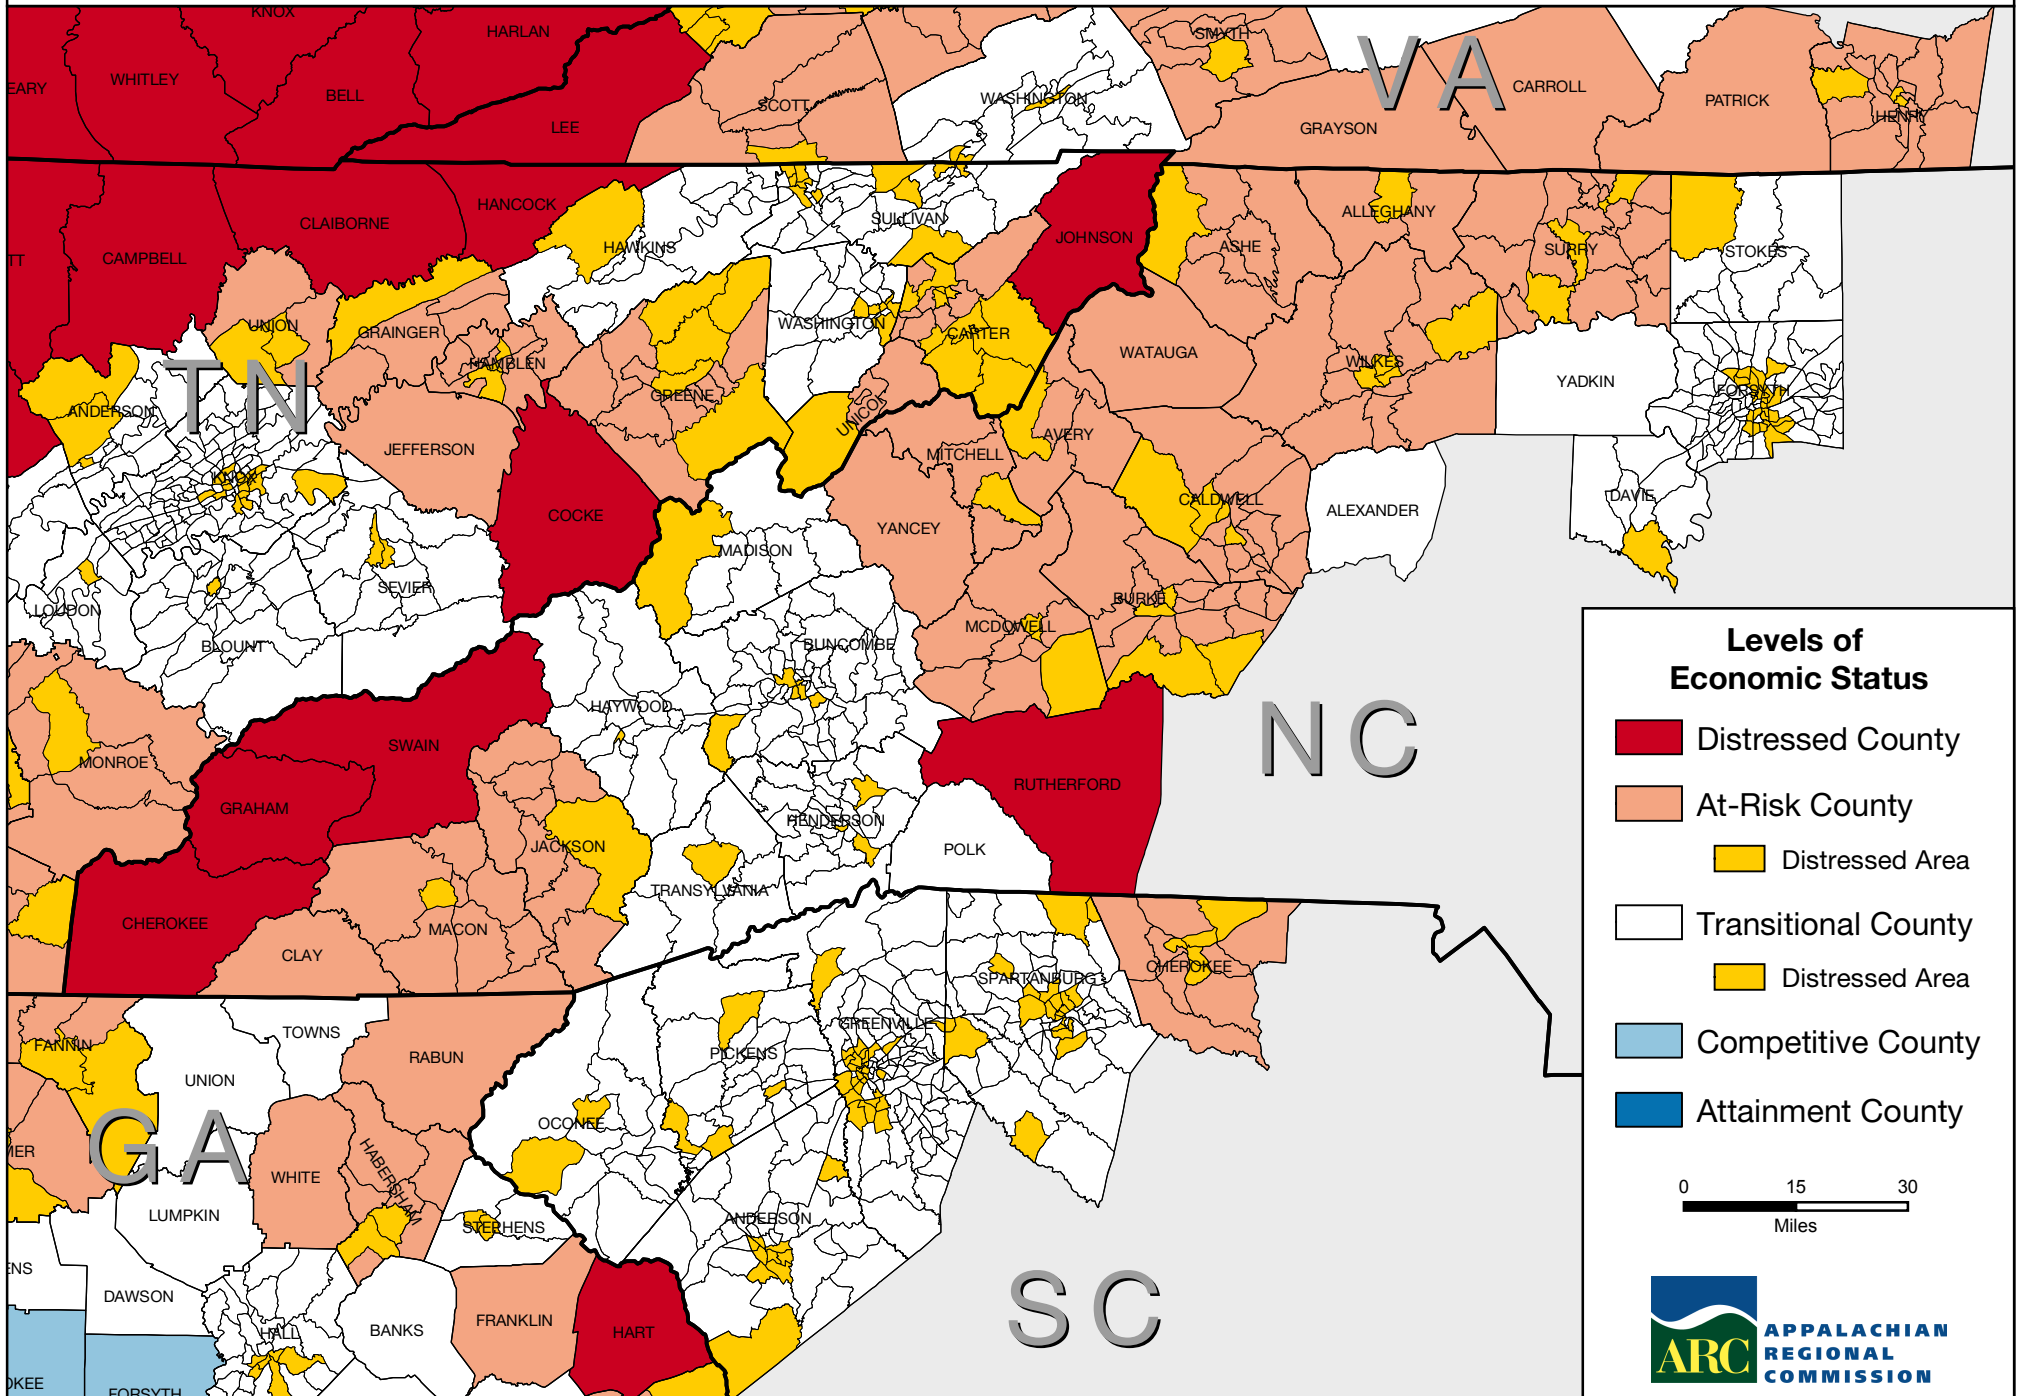 KNOX
HARLAN
WHITLEY
EARY
BELL
LEE
SCOTT
WASHINGTON
SMYTH
VA
GRAYSON
CARROLL
PATRICK
HENRY
TT
CAMPBELL
CLAIBORNE
HANCOCK
HAWKINS
SULLIVAN
JOHNSON
ASHE
ALLEGHANY
SURRY
STOKES
UNION
GRAINGER
HAMBLEN
WASHINGTON
CARTER
WATAUGA
WILKES
YADKIN
FORSYTH
TN
ANDERSON
JEFFERSON
GREENE
UNICOI
AVERY
MITCHELL
KNOX
COCKE
MADISON
YANCEY
CALDWELL
ALEXANDER
DAVIE
LOUDON
SEVIER
BLOUNT
BUNCOMBE
MCDOWELL
BURKE
MONROE
SWAIN
HAYWOOD
GRAHAM
RUTHERFORD
NC
JACKSON
HENDERSON
POLK
TRANSYLVANIA
CHEROKEE
CLAY
MACON
SPARTANBURG
CHEROKEE
FANNIN
TOWNS
UNION
RABUN
PICKENS
GREENVILLE
GA
MER
WHITE
HABERSHAM
OCONEE
LUMPKIN
STEPHENS
ANDERSON
ENS
DAWSON
HALL
BANKS
FRANKLIN
HART
SC
OKEE
FORSYTH
Levels of
Economic Status
Distressed County
At-Risk County
Distressed Area
Transitional County
Distressed Area
Competitive County
Attainment County
0 15 30
Miles
ARC
APPALACHIAN
REGIONAL
COMMISSION